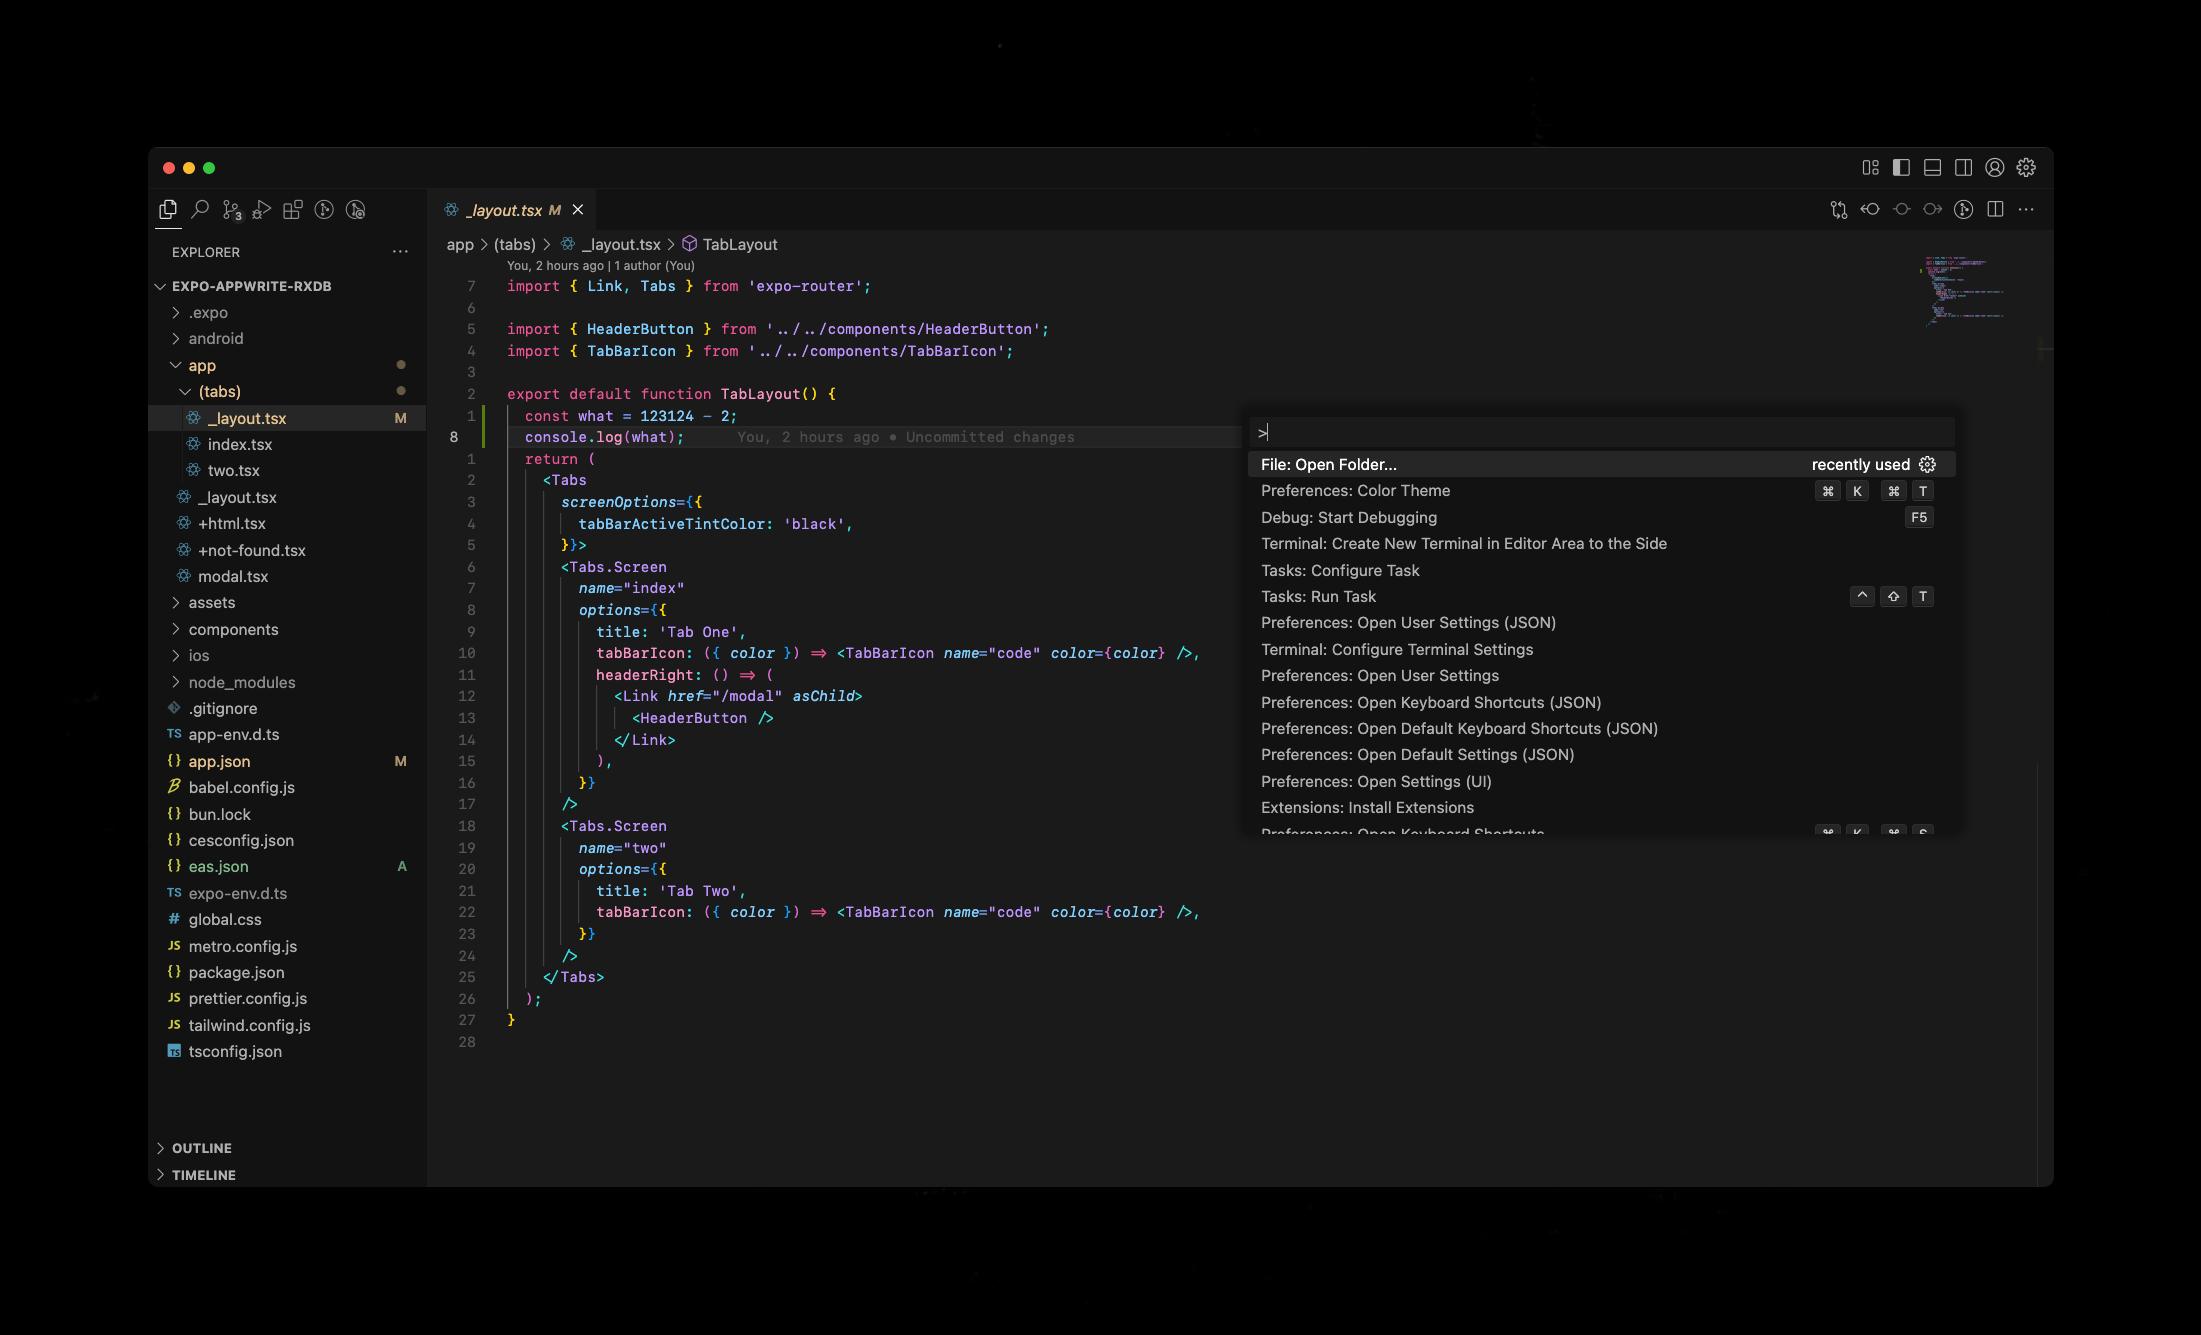 3
_layout.tsx M
EXPLORER
EXPO-APPWRITE-RXDB
.expo
android
app
(tabs)
_layout.tsx M
index.tsx
two.tsx
_layout.tsx
+html.tsx
+not-found.tsx
modal.tsx
assets
components
ios
node_modules
.gitignore
TS app-env.d.ts
{} app.json M
babel.config.js
{} bun.lock
{} cesconfig.json
{} eas.json A
TS expo-env.d.ts
# global.css
JS metro.config.js
{} package.json
JS prettier.config.js
JS tailwind.config.js
TS tsconfig.json
OUTLINE
TIMELINE
app > (tabs) > _layout.tsx > TabLayout
You, 2 hours ago | 1 author (You)
7 import { Link, Tabs } from 'expo-router';
6
5 import { HeaderButton } from '../../components/HeaderButton';
4 import { TabBarIcon } from '../../components/TabBarIcon';
3
2 export default function TabLayout() {
1 const what = 123124 - 2;
8 console.log(what); You, 2 hours ago • Uncommitted changes
1 return (
2 <Tabs
3 screenOptions={{
4 tabBarActiveTintColor: 'black',
5 }}>
6 <Tabs.Screen
7 name="index"
8 options={{
9 title: 'Tab One',
10 tabBarIcon: ({ color }) => <TabBarIcon name="code" color={color} />,
11 headerRight: () => (
12 <Link href="/modal" asChild>
13 <HeaderButton />
14 </Link>
15 ),
16 }}
17 />
18 <Tabs.Screen
19 name="two"
20 options={{
21 title: 'Tab Two',
22 tabBarIcon: ({ color }) => <TabBarIcon name="code" color={color} />,
23 }}
24 />
25 </Tabs>
26 );
27 }
28
>
File: Open Folder... recently used
Preferences: Color Theme ⌘ K ⌘ T
Debug: Start Debugging F5
Terminal: Create New Terminal in Editor Area to the Side
Tasks: Configure Task
Tasks: Run Task ^ ⇧ T
Preferences: Open User Settings (JSON)
Terminal: Configure Terminal Settings
Preferences: Open User Settings
Preferences: Open Keyboard Shortcuts (JSON)
Preferences: Open Default Keyboard Shortcuts (JSON)
Preferences: Open Default Settings (JSON)
Preferences: Open Settings (UI)
Extensions: Install Extensions
Preferences: Open Keyboard Shortcuts ⌘ K ⌘ S